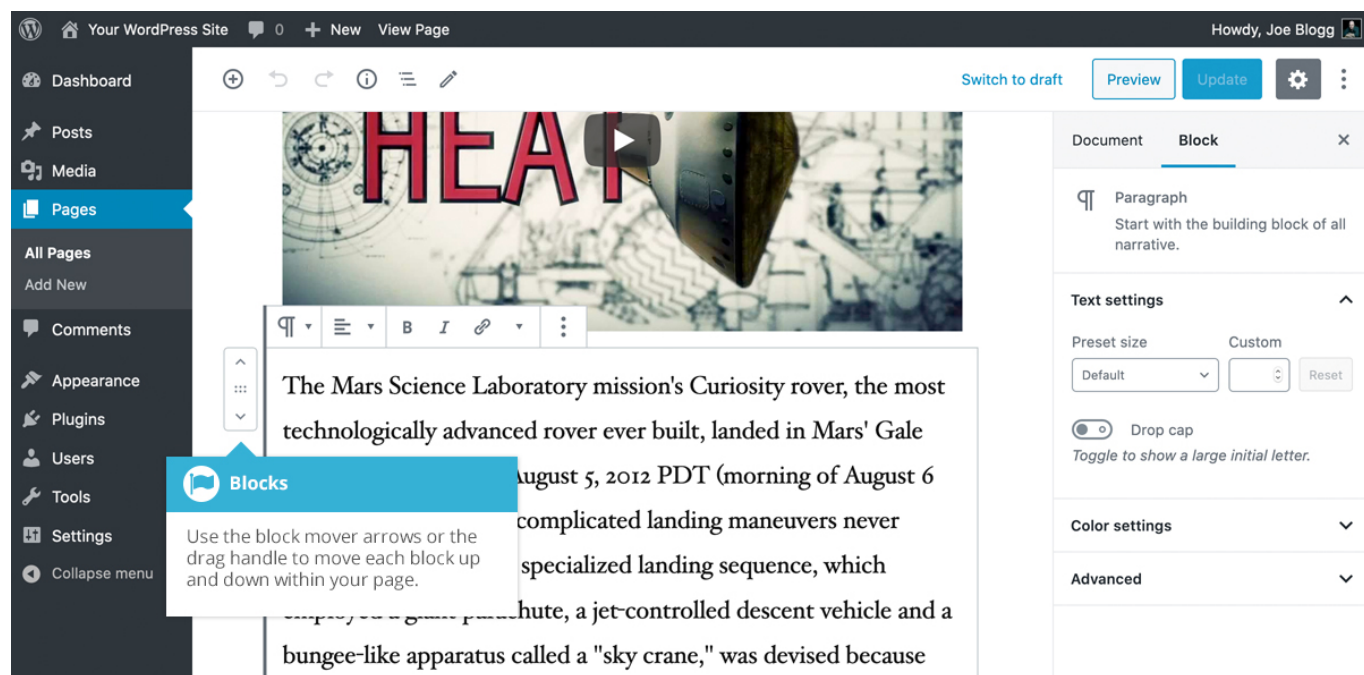 Your WordPress Site 0 New View Page
Howdy, Joe Blogg
Dashboard
Posts
Media
Pages
All Pages
Add New
Comments
Appearance
Plugins
Users
Tools
Settings
Collapse menu
Switch to draft
Preview
Update
HEAT
B I
The Mars Science Laboratory mission's Curiosity rover, the most
technologically advanced rover ever built, landed in Mars' Gale
August 5, 2012 PDT (morning of August 6
complicated landing maneuvers never
specialized landing sequence, which
employed a giant parachute, a jet-controlled descent vehicle and a
bungee-like apparatus called a "sky crane," was devised because
Blocks
Use the block mover arrows or the
drag handle to move each block up
and down within your page.
Document Block
Paragraph
Start with the building block of all
narrative.
Text settings
Preset size Custom
Default
Reset
Drop cap
Toggle to show a large initial letter.
Color settings
Advanced